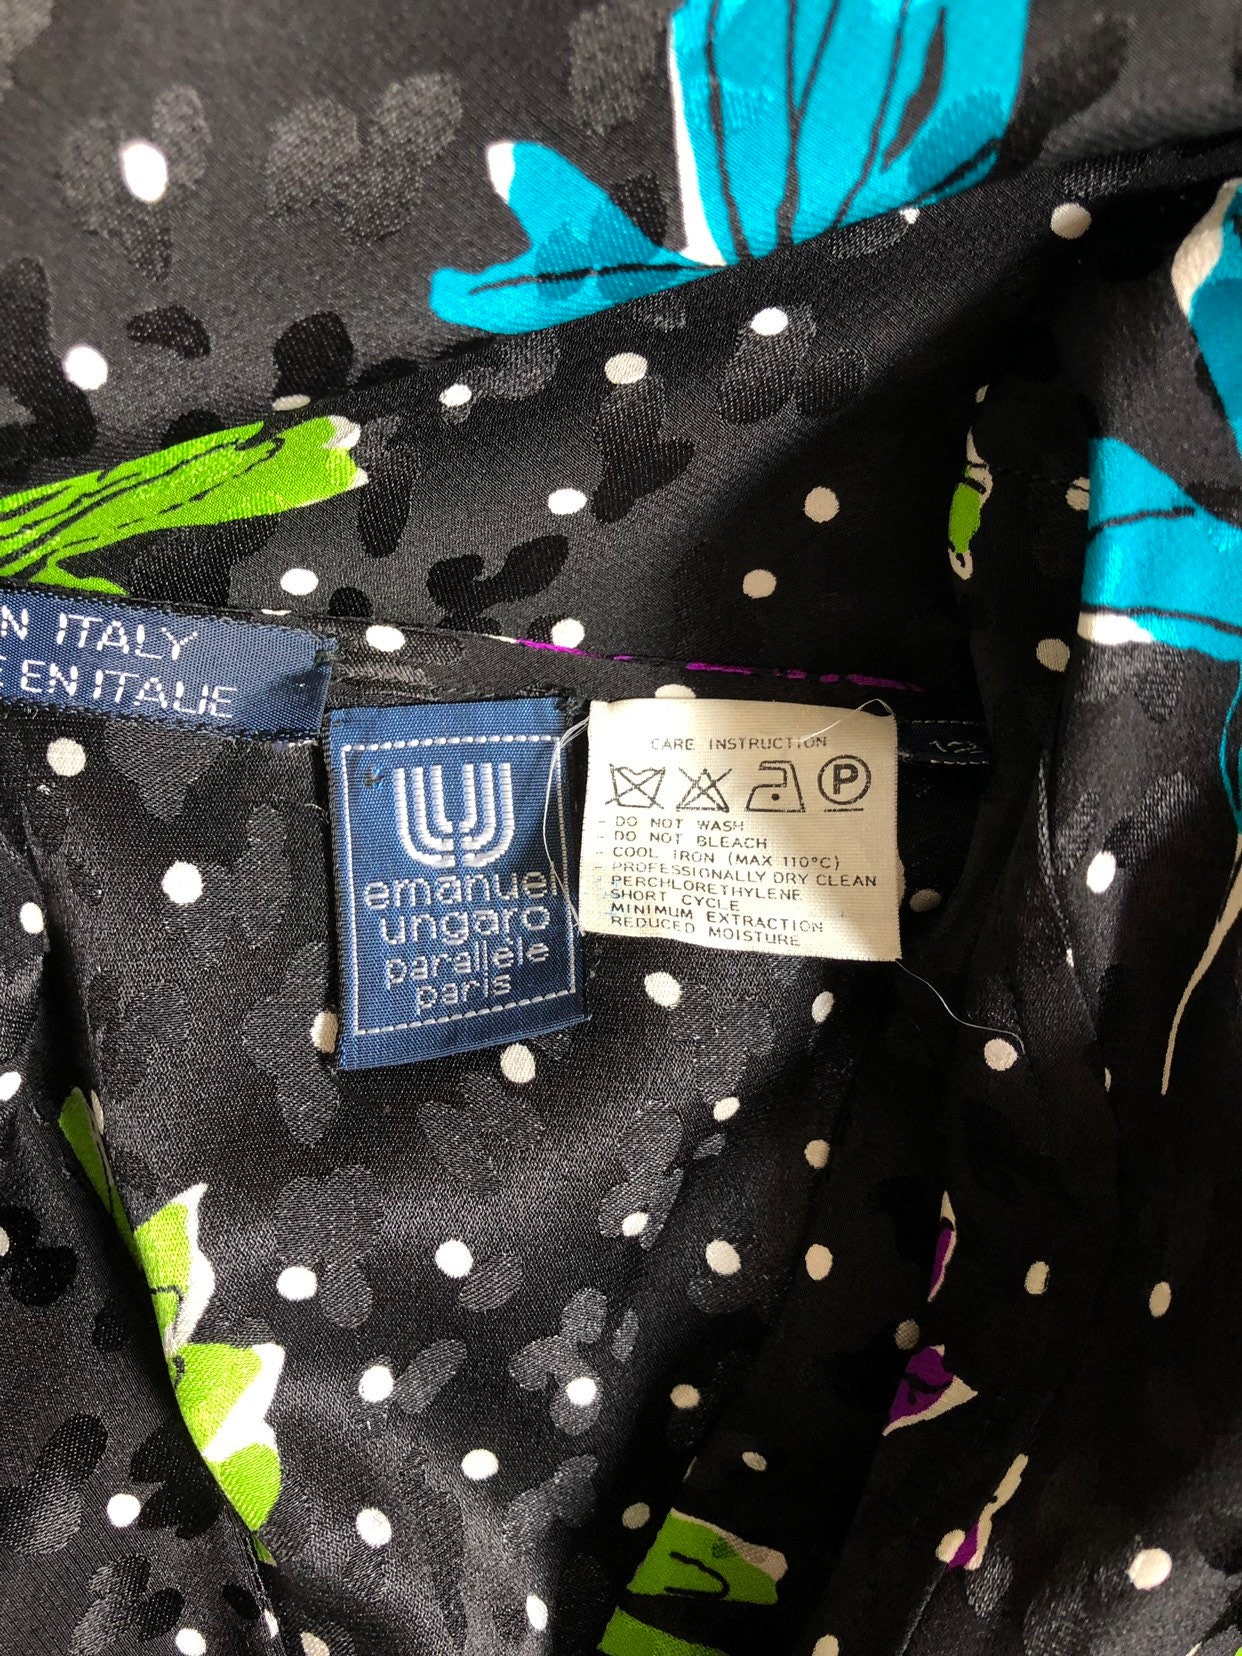 N ITALY
EN ITALIE
emanuel
ungaro
parallèle
paris
CARE INSTRUCTION
P
- DO NOT WASH
- DO NOT BLEACH
- COOL IRON (MAX 110°C)
- PROFESSIONALLY DRY CLEAN
PERCHLORETHYLENE
SHORT CYCLE
MINIMUM EXTRACTION
REDUCED MOISTURE